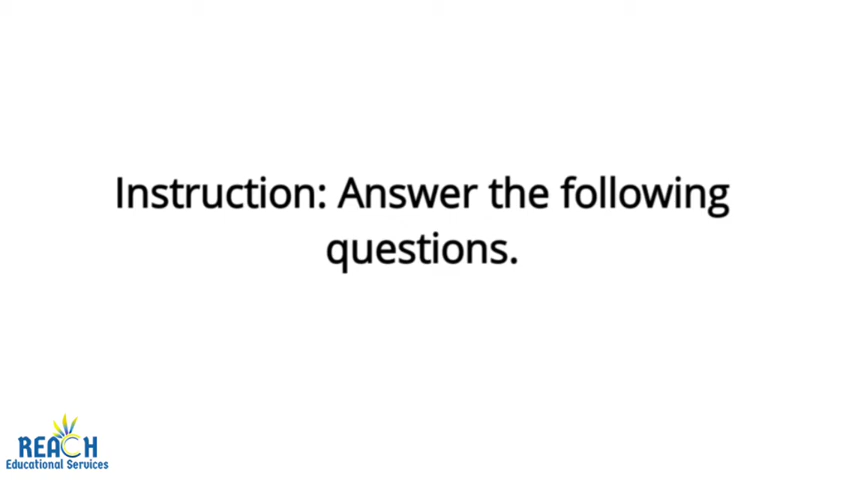 Instruction: Answer the following
questions.
REACH
Educational Services